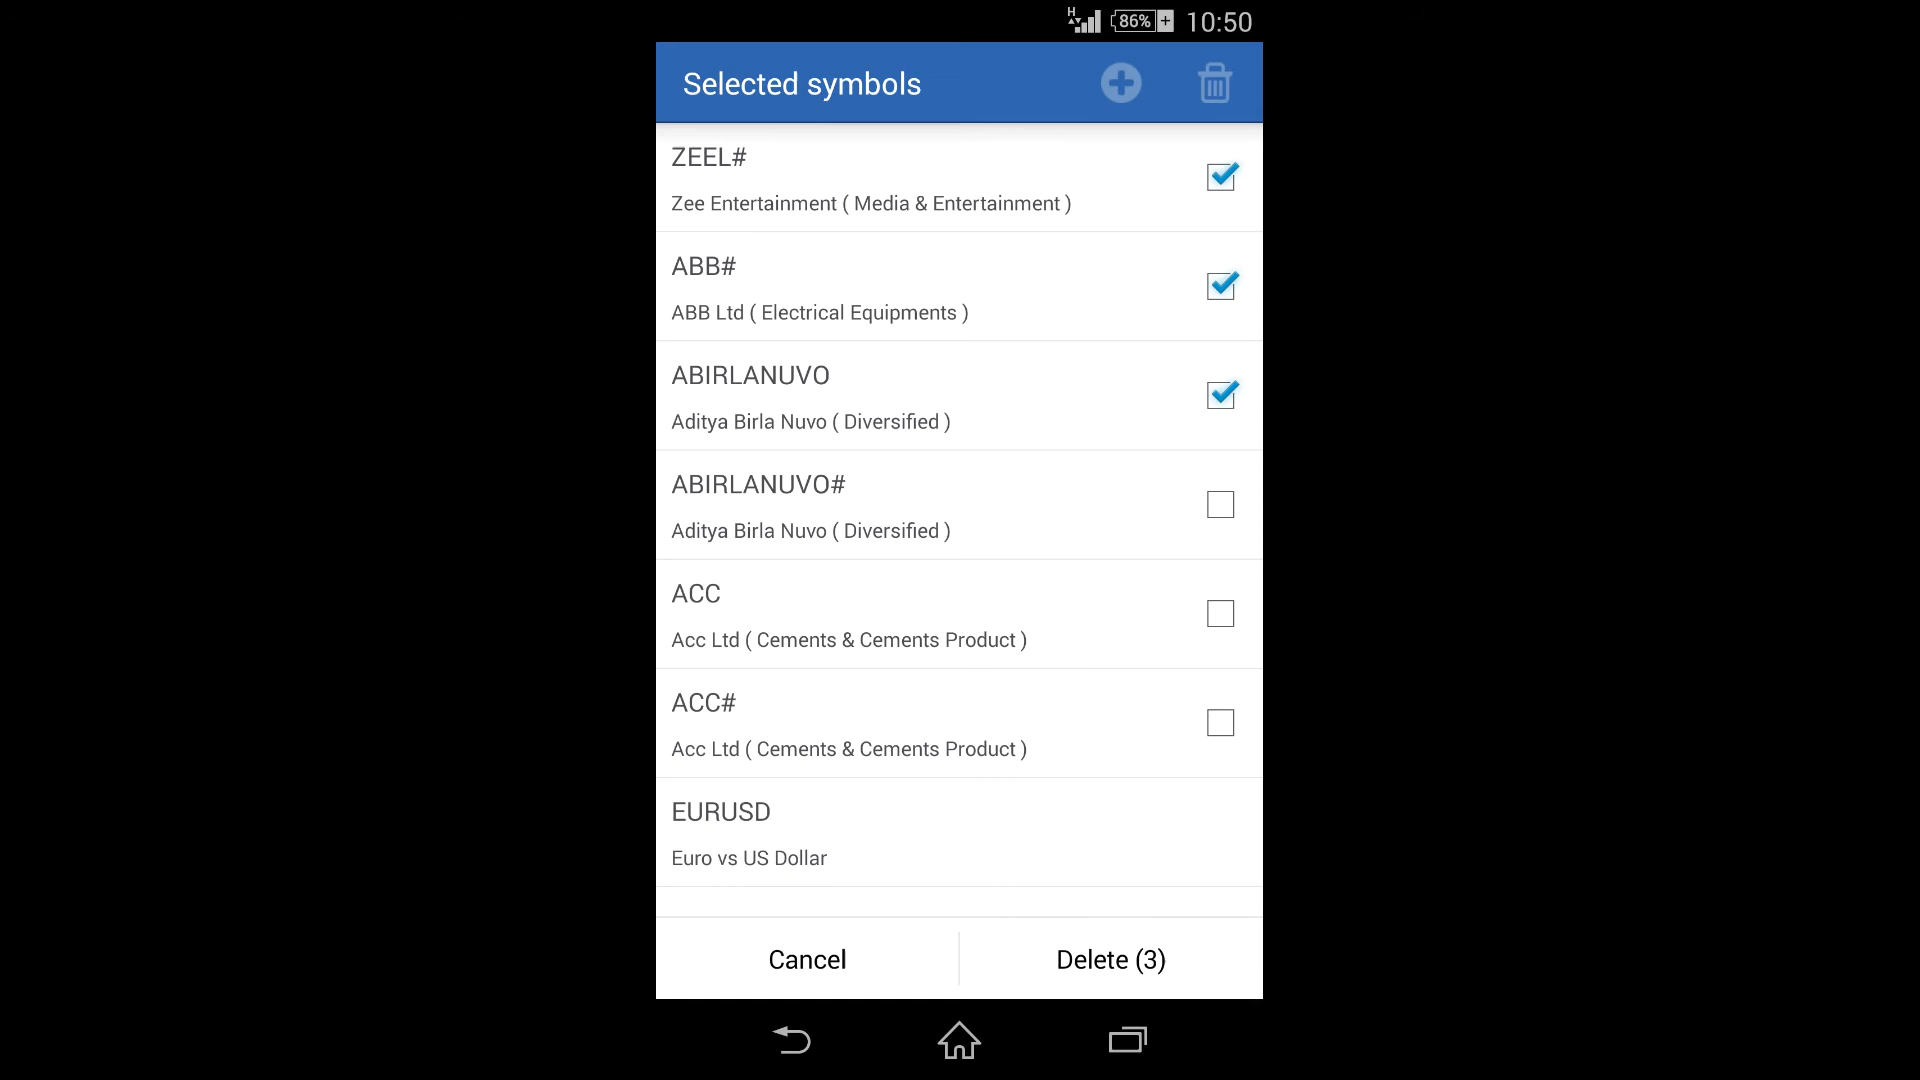 H 86% 10:50
Selected symbols
ZEEL#
Zee Entertainment ( Media & Entertainment )
ABB#
ABB Ltd ( Electrical Equipments )
ABIRLANUVO
Aditya Birla Nuvo ( Diversified )
ABIRLANUVO#
Aditya Birla Nuvo ( Diversified )
ACC
Acc Ltd ( Cements & Cements Product )
ACC#
Acc Ltd ( Cements & Cements Product )
EURUSD
Euro vs US Dollar
Cancel Delete (3)